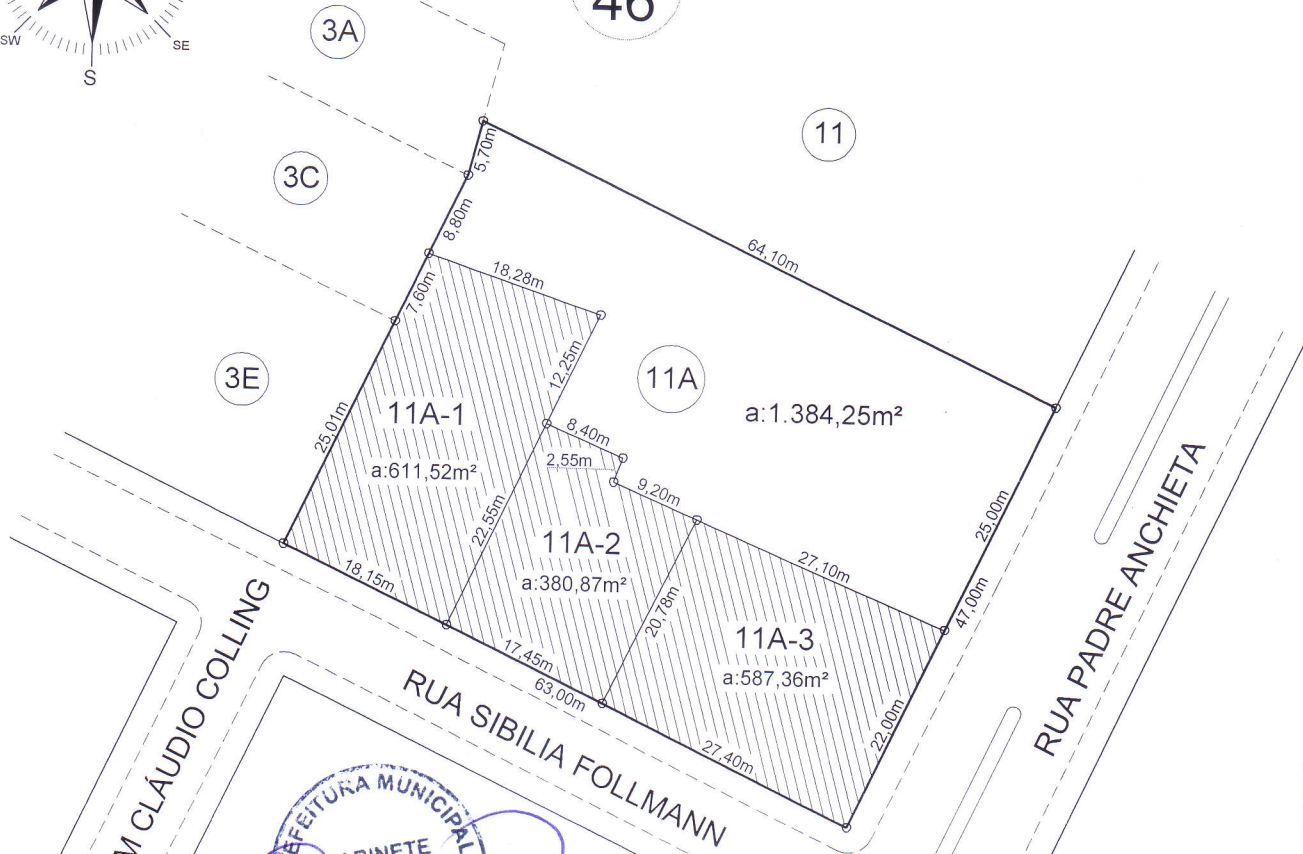 46
SW
SE
S
3A
11
3C
5,70m
8,80m
64,10m
18,28m
7,60m
3E
12,25m
11A
a:1.384,25m²
11A-1
25,01m
a:611,52m²
8,40m
2,55m
9,20m
22,55m
11A-2
a:380,87m²
27,10m
25,00m
47,00m
RUA PADRE ANCHIETA
18,15m
20,78m
11A-3
a:587,36m²
17,45m
63,00m
22,00m
27,40m
RUA SIBILIA FOLLMANN
M CLÁUDIO COLLING
EFEITURA MUNICIPAL
BINETE